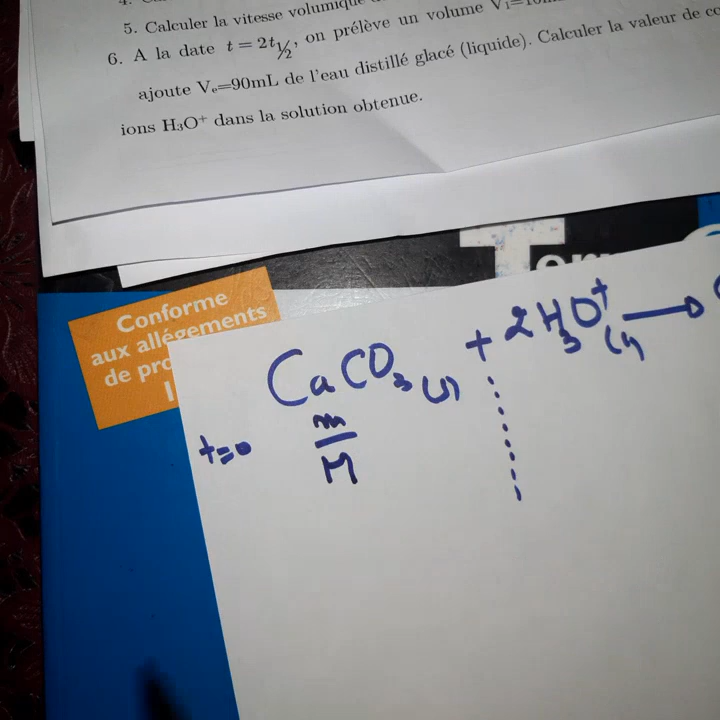 5. Calculer la vitesse volumique
6. A la date t = 2t½, on prélève un volume V₁=10m
ajoute Vₑ=90mL de l'eau distillé glacé (liquide). Calculer la valeur de
ions H₃O⁺ dans la solution obtenue.
Conforme
aux allégements
de pro
CaCO₃ (s) + 2H₃O⁺ (l) →
t=0 m/M